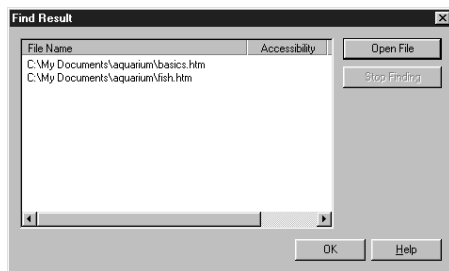 Find Result
File Name Accessibility Open File
C:\My Documents\aquarium\basics.htm
C:\My Documents\aquarium\fish.htm
Stop Finding
OK Help